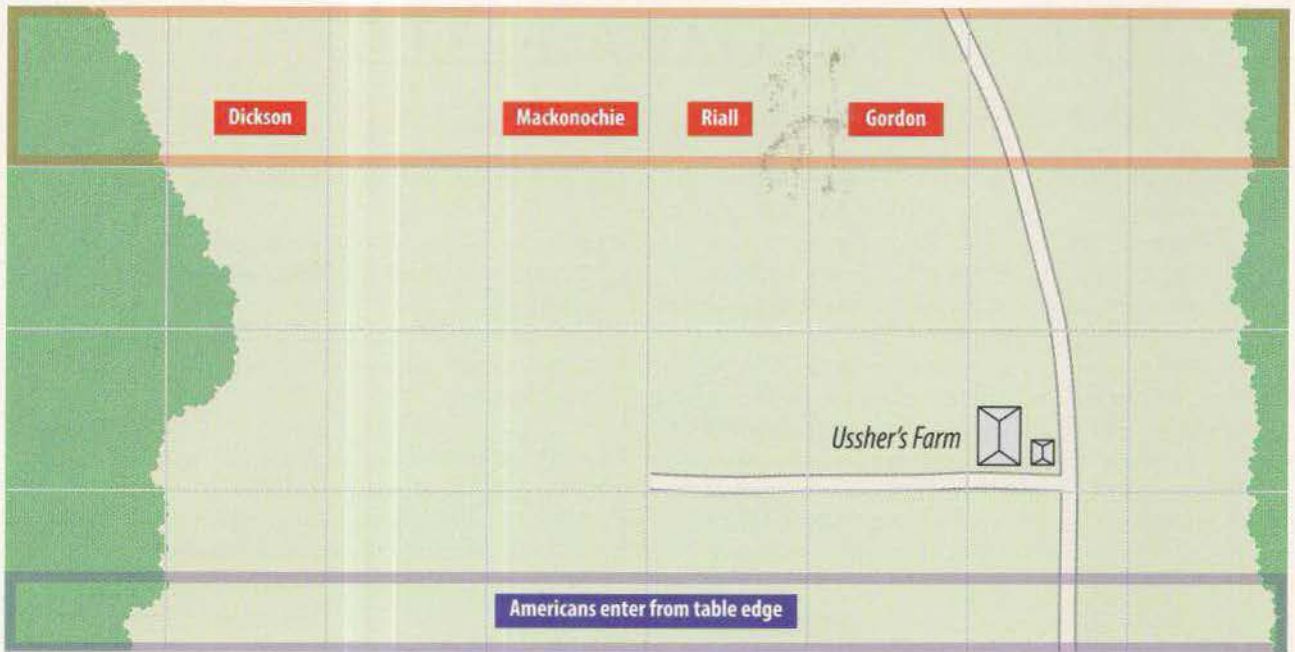 Dickson
Mackonochie
Riall
Gordon
Ussher's Farm
Americans enter from table edge